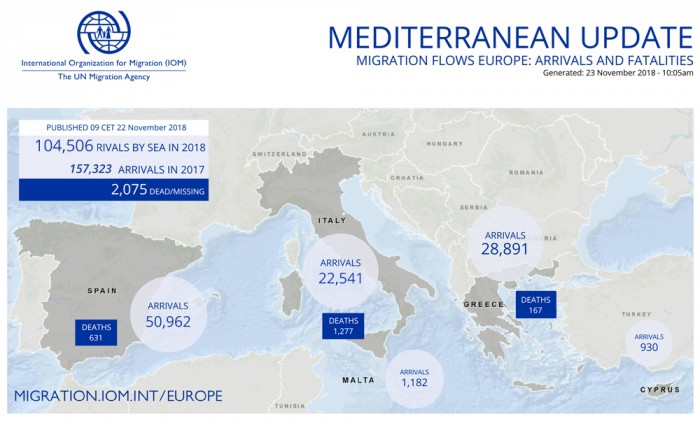 International Organization for Migration (IOM)
The UN Migration Agency
MEDITERRANEAN UPDATE
MIGRATION FLOWS EUROPE: ARRIVALS AND FATALITIES
Generated: 23 November 2018 - 10:05am
PUBLISHED 09 CET 22 November 2018
104,506 RIVALS BY SEA IN 2018
157,323 ARRIVALS IN 2017
2,075 DEAD/MISSING
AUSTRIA
HUNGARY
SWITZERLAND
CROATIA
ROMANIA
SERBIA
ITALY
ARRIVALS
28,891
ARIA
ARRIVALS
22,541
SPAIN
ARRIVALS
50,962
DEATHS
631
DEATHS
1,277
GREECE
DEATHS
167
TURKEY
ARRIVALS
930
MALTA
ARRIVALS
1,182
CYPRUS
MIGRATION.IOM.INT/EUROPE
TUNISIA